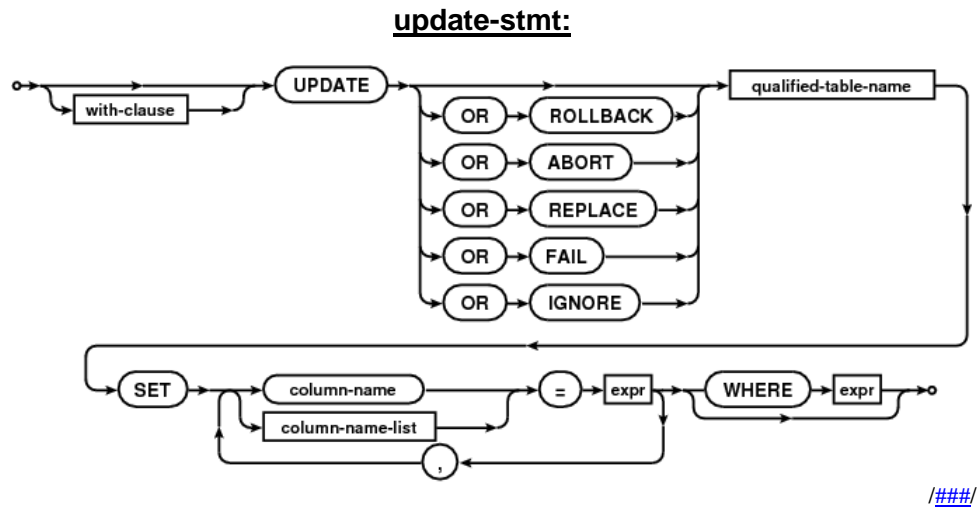 update-stmt:
with-clause
UPDATE
OR ROLLBACK
OR ABORT
OR REPLACE
OR FAIL
OR IGNORE
qualified-table-name
SET
column-name
column-name-list
,
=
expr
WHERE
expr
/###/